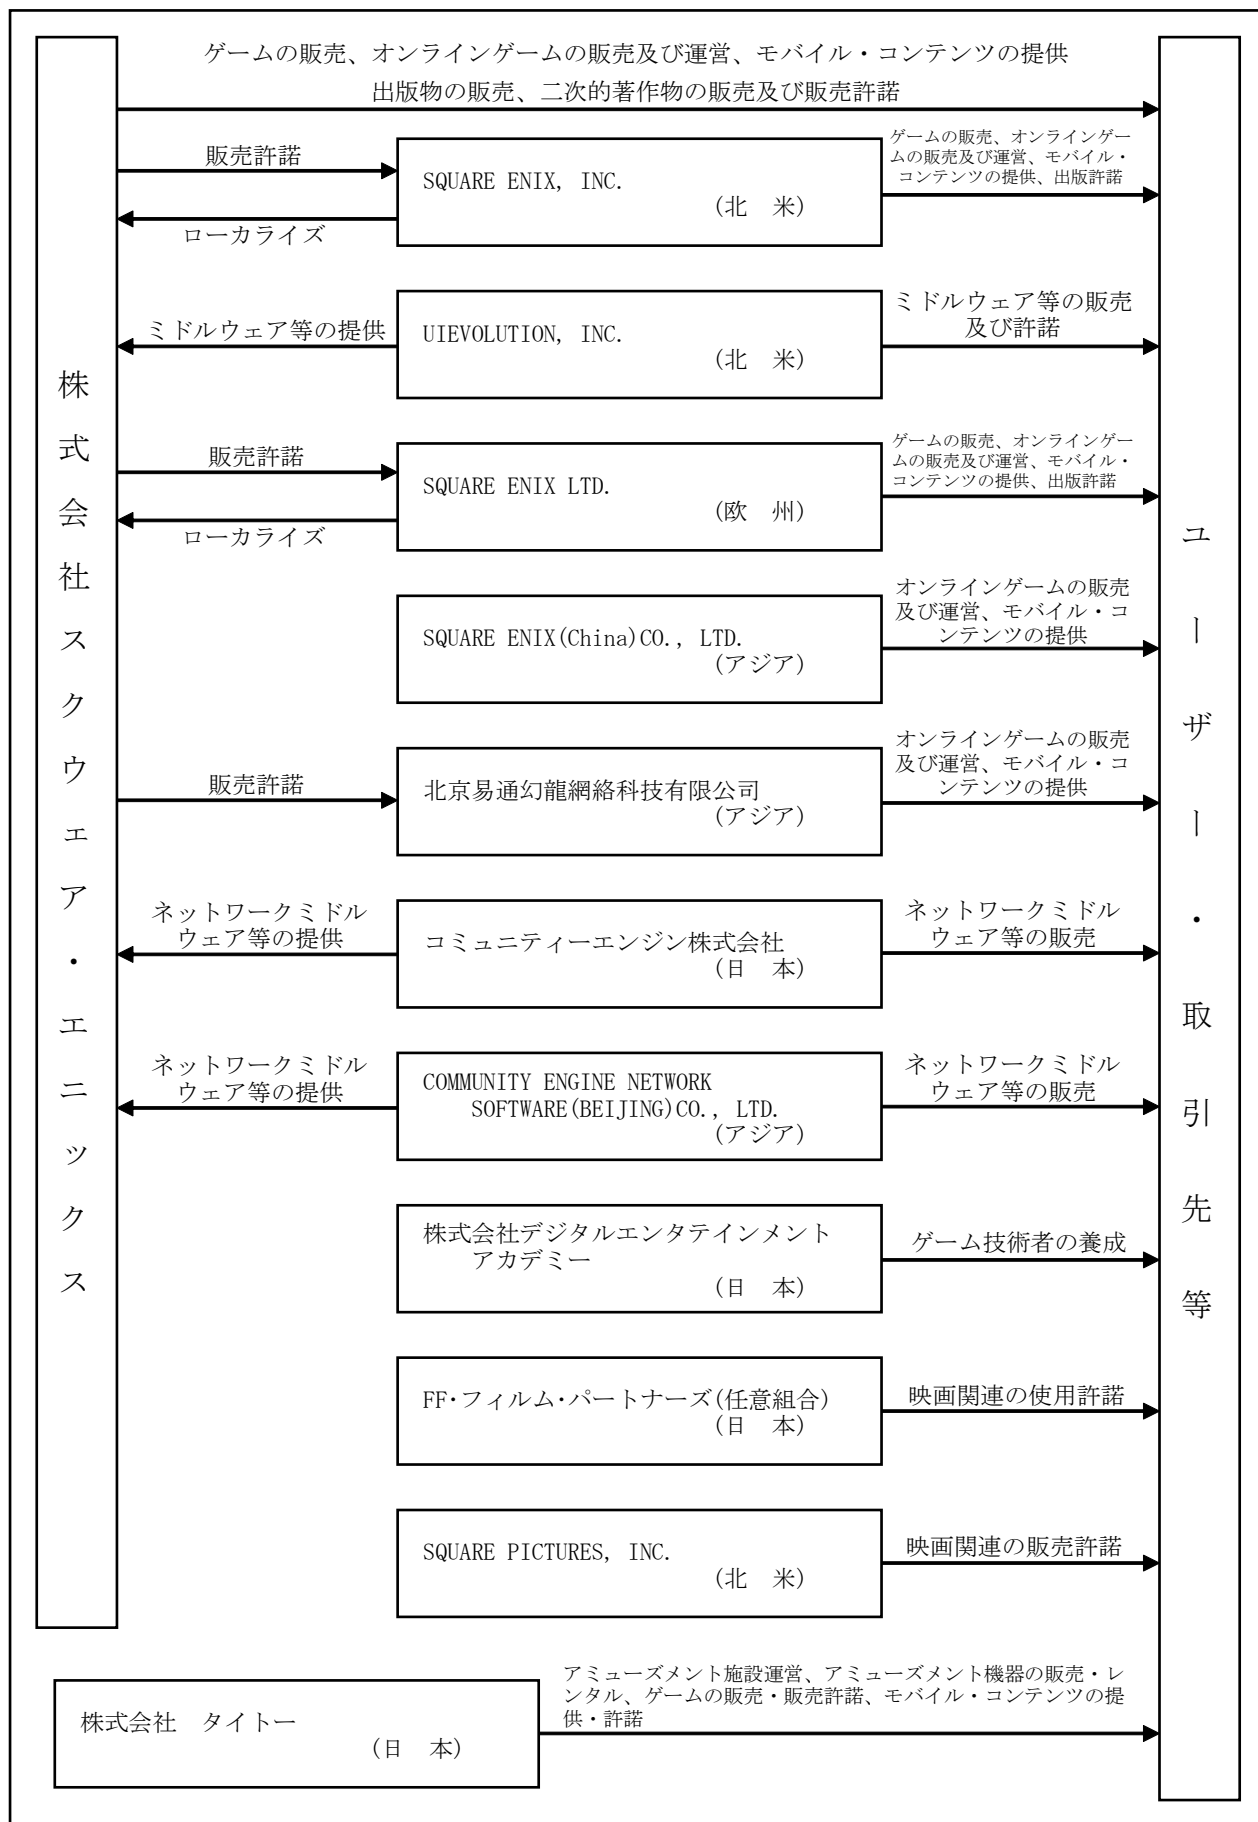 ゲームの販売、オンラインゲームの販売及び運営、モバイル・コンテンツの提供
出版物の販売、二次的著作物の販売及び販売許諾
株式会社スクウェア・エニックス
ユーザー・取引先等
販売許諾
ローカライズ
SQUARE ENIX, INC.
(北　米)
ゲームの販売、オンラインゲー
ムの販売及び運営、モバイル・
コンテンツの提供、出版許諾
ミドルウェア等の提供
UIEVOLUTION, INC.
(北　米)
ミドルウェア等の販売
及び許諾
販売許諾
ローカライズ
SQUARE ENIX LTD.
(欧　州)
ゲームの販売、オンラインゲー
ムの販売及び運営、モバイル・
コンテンツの提供、出版許諾
SQUARE ENIX(China)CO., LTD.
(アジア)
オンラインゲームの販売
及び運営、モバイル・コ
ンテンツの提供
販売許諾
北京易通幻龍網絡科技有限公司
(アジア)
オンラインゲームの販売
及び運営、モバイル・コ
ンテンツの提供
ネットワークミドル
ウェア等の提供
コミュニティーエンジン株式会社
(日　本)
ネットワークミドル
ウェア等の販売
ネットワークミドル
ウェア等の提供
COMMUNITY ENGINE NETWORK
SOFTWARE(BEIJING)CO., LTD.
(アジア)
ネットワークミドル
ウェア等の販売
株式会社デジタルエンタテインメント
アカデミー
(日　本)
ゲーム技術者の養成
FF・フィルム・パートナーズ(任意組合)
(日　本)
映画関連の使用許諾
SQUARE PICTURES, INC.
(北　米)
映画関連の販売許諾
株式会社　タイトー
(日　本)
アミューズメント施設運営、アミューズメント機器の販売・レ
ンタル、ゲームの販売・販売許諾、モバイル・コンテンツの提
供・許諾